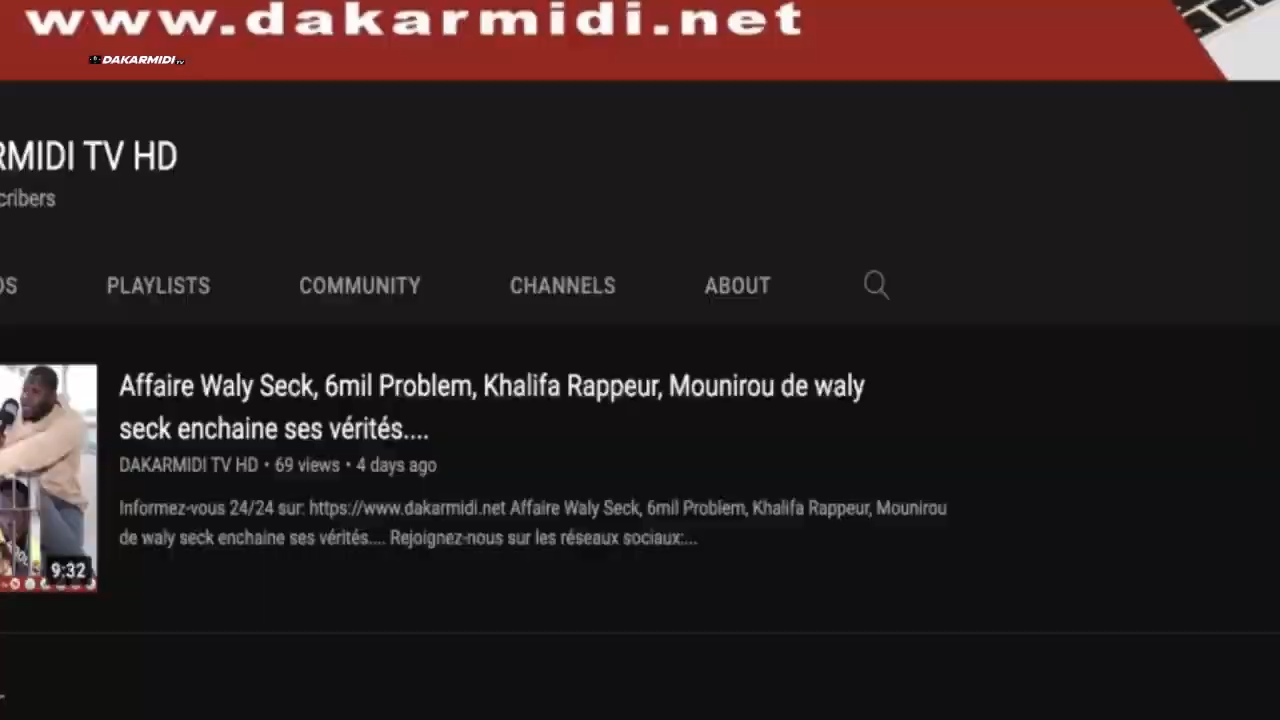 www.dakarmidi.net
DAKARMIDI TV
RMIDI TV HD
cribers
OS
PLAYLISTS
COMMUNITY
CHANNELS
ABOUT
Affaire Waly Seck, 6mil Problem, Khalifa Rappeur, Mounirou de waly
seck enchaine ses vérités....
DAKARMIDI TV HD • 69 views • 4 days ago
Informez-vous 24/24 sur: https://www.dakarmidi.net Affaire Waly Seck, 6mil Problem, Khalifa Rappeur, Mounirou
de waly seck enchaine ses vérités.... Rejoignez-nous sur les réseaux sociaux:...
9:32